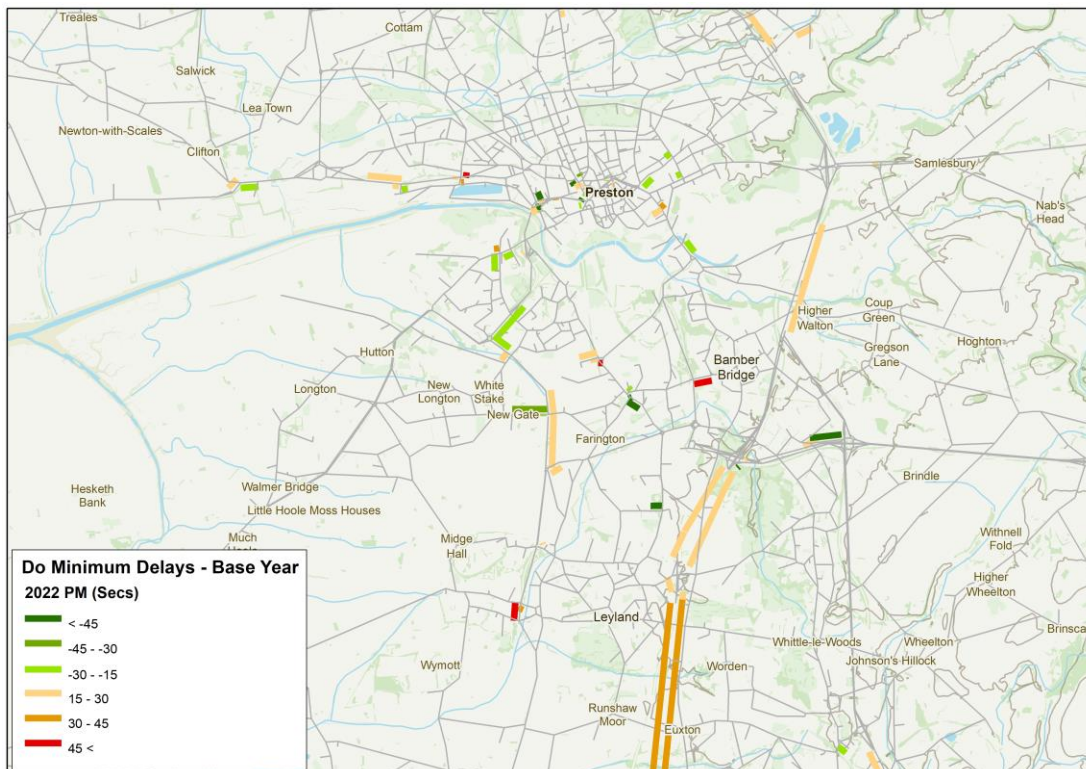 Treales
Cottam
Salwick
Lea Town
Newton-with-Scales
Clifton
Samlesbury
Preston
Nab's
Head
Coup
Green
Higher
Walton
Gregson
Lane
Hoghton
Hutton
Bamber
Bridge
Longton
New
Longton
White
Stake
New Gate
Farington
Brindle
Hesketh
Bank
Walmer Bridge
Little Hoole Moss Houses
Much
Midge
Hall
Withnell
Fold
Higher
Wheelton
Leyland
Whittle-le-Woods
Wheelton
Brinsca
Johnson's Hillock
Wymott
Worden
Runshaw
Moor
Euxton
Do Minimum Delays - Base Year
2022 PM (Secs)
< -45
-45 - -30
-30 - -15
15 - 30
30 - 45
45 <